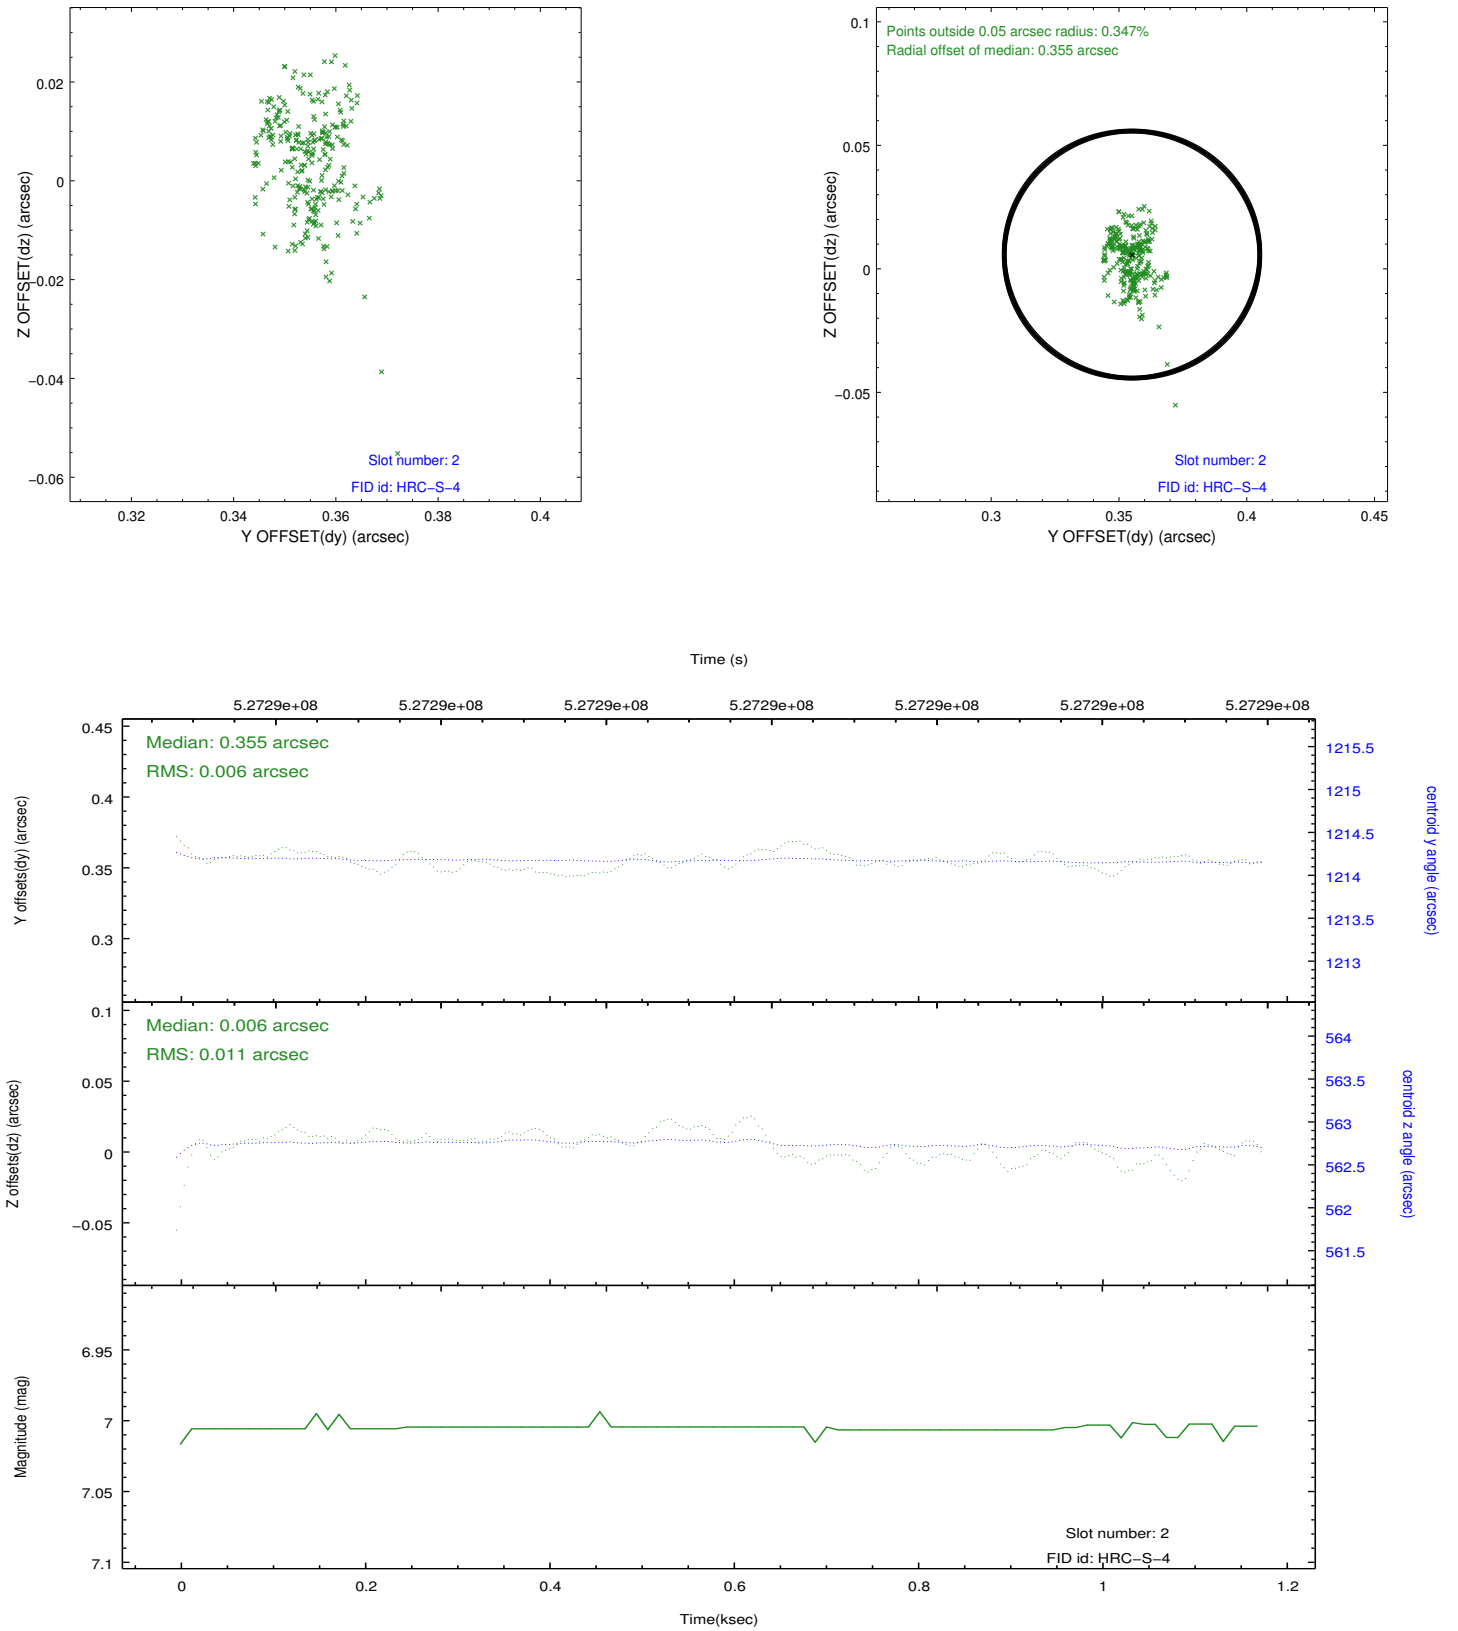 0.02
0
−0.02
−0.04
−0.06
Z OFFSET(dz) (arcsec)
0.32
0.34
0.36
0.38
0.4
Y OFFSET(dy) (arcsec)
Slot number: 2
FID id: HRC−S−4
Points outside 0.05 arcsec radius: 0.347%
Radial offset of median: 0.355 arcsec
0.1
0.05
0
−0.05
Z OFFSET(dz) (arcsec)
0.3
0.35
0.4
0.45
Y OFFSET(dy) (arcsec)
Slot number: 2
FID id: HRC−S−4
Time (s)
5.2729e+08
5.2729e+08
5.2729e+08
5.2729e+08
5.2729e+08
5.2729e+08
5.2729e+08
Median: 0.355 arcsec
RMS: 0.006 arcsec
0.45
0.4
0.35
0.3
Y offsets(dy) (arcsec)
1215.5
1215
1214.5
1214
1213.5
1213
centroid y angle (arcsec)
Median: 0.006 arcsec
RMS: 0.011 arcsec
0.1
0.05
0
−0.05
Z offsets(dz) (arcsec)
564
563.5
563
562.5
562
561.5
centroid z angle (arcsec)
6.95
7
7.05
7.1
Magnitude (mag)
Slot number: 2
FID id: HRC−S−4
0
0.2
0.4
0.6
0.8
1
1.2
Time(ksec)